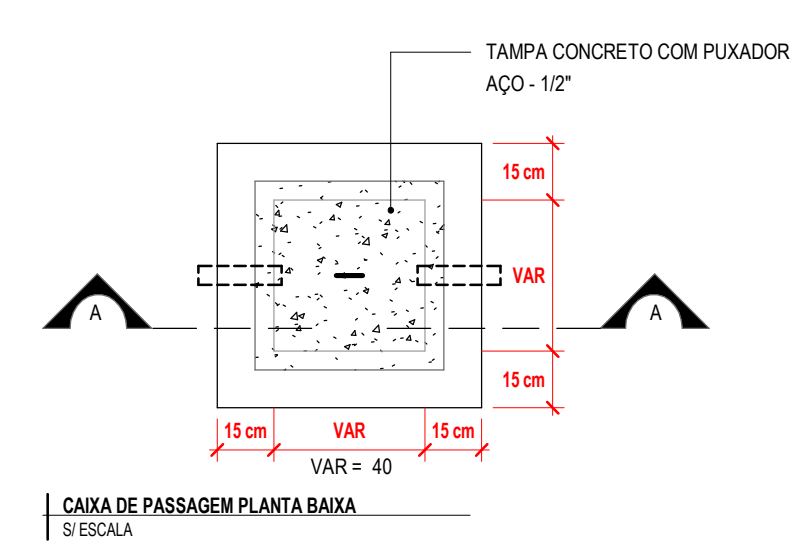 TAMPA CONCRETO COM PUXADOR
AÇO - 1/2"
15 cm
VAR
A
A
15 cm
15 cm
VAR
15 cm
VAR = 40
CAIXA DE PASSAGEM PLANTA BAIXA
S/ ESCALA